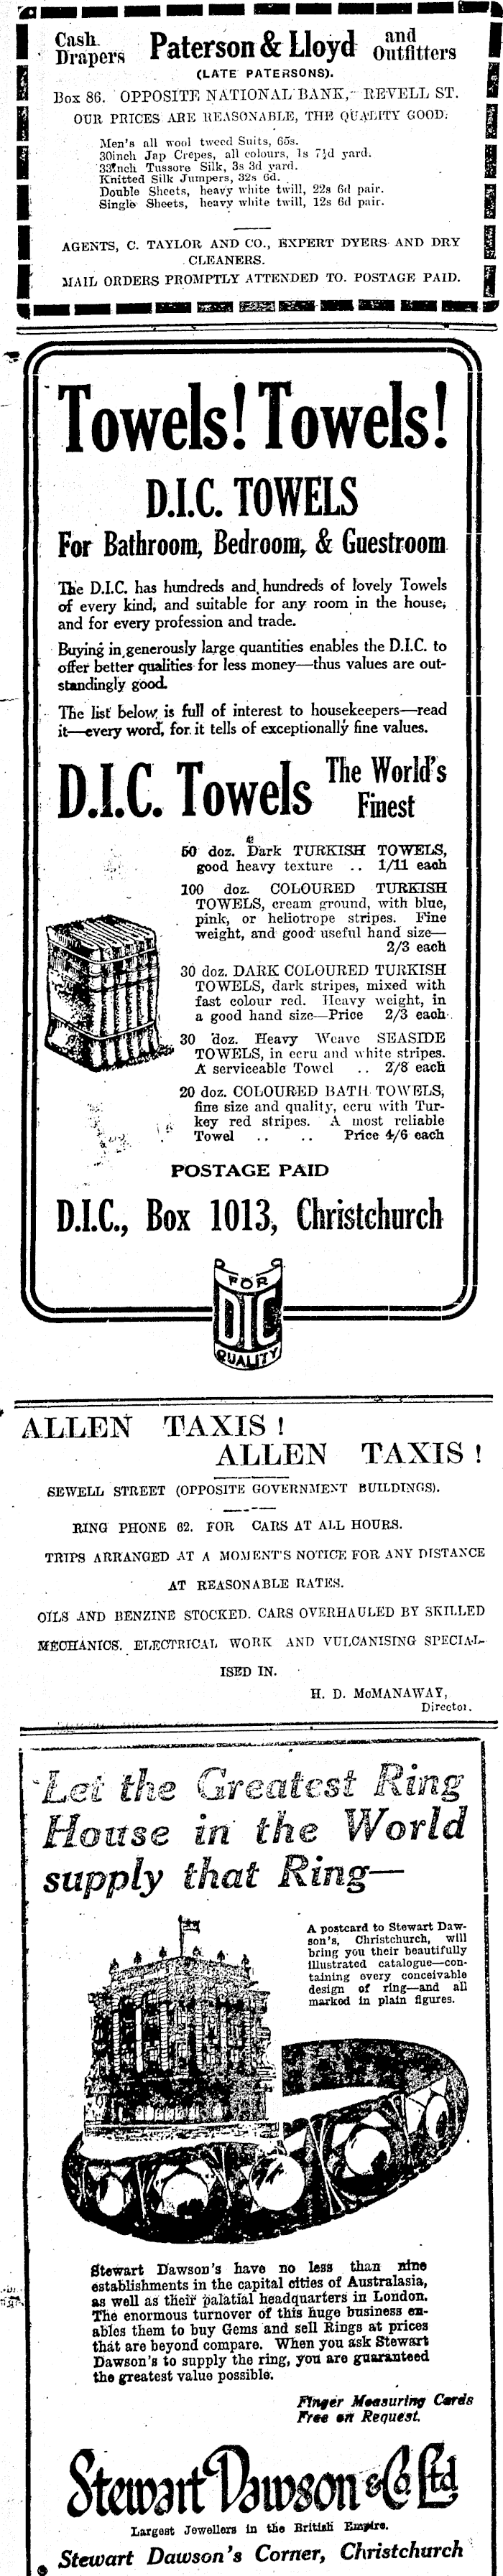 Cash Drapers Paterson & Lloyd and Outfitters
(LATE PATERSONS).
Box 86. OPPOSITE NATIONAL BANK, REVELL ST.
OUR PRICES ARE REASONABLE, THE QUALITY GOOD.
Men's all wool tweed Suits, 65s.
30inch Jap Crepes, all colours, 1s 7½d yard.
33inch Tussore Silk, 3s 3d yard.
Knitted Silk Jumpers, 32s 6d.
Double Sheets, heavy white twill, 22s 6d pair.
Single Sheets, heavy white twill, 12s 6d pair.
AGENTS, C. TAYLOR AND CO., EXPERT DYERS AND DRY
CLEANERS.
MAIL ORDERS PROMPTLY ATTENDED TO. POSTAGE PAID.
Towels! Towels!
D.I.C. TOWELS
For Bathroom, Bedroom, & Guestroom
The D.I.C. has hundreds and hundreds of lovely Towels
of every kind, and suitable for any room in the house,
and for every profession and trade.
Buying in generously large quantities enables the D.I.C. to
offer better qualities for less money—thus values are out-
standingly good.
The list below is full of interest to housekeepers—read
it—every word, for it tells of exceptionally fine values.
D.I.C. Towels The World's
Finest
50 doz. Dark TURKISH TOWELS,
good heavy texture .. 1/11 each
100 doz. COLOURED TURKISH
TOWELS, cream ground, with blue,
pink, or heliotrope stripes. Fine
weight, and good useful hand size—
2/3 each
30 doz. DARK COLOURED TURKISH
TOWELS, dark stripes, mixed with
fast colour red. Heavy weight, in
a good hand size—Price 2/3 each
30 doz. Heavy Weave SEASIDE
TOWELS, in ecru and white stripes.
A serviceable Towel .. 2/8 each
20 doz. COLOURED BATH TOWELS,
fine size and quality, ecru with Tur-
key red stripes. A most reliable
Towel .. .. Price 4/6 each
POSTAGE PAID
D.I.C., Box 1013, Christchurch
FOR
DIC
QUALITY
ALLEN TAXIS!
ALLEN TAXIS!
SEWELL STREET (OPPOSITE GOVERNMENT BUILDINGS).
RING PHONE 62. FOR CARS AT ALL HOURS.
TRIPS ARRANGED AT A MOMENT'S NOTICE FOR ANY DISTANCE
AT REASONABLE RATES.
OILS AND BENZINE STOCKED. CARS OVERHAULED BY SKILLED
MECHANICS. ELECTRICAL WORK AND VULCANISING SPECIAL-
ISED IN.
H. D. McMANAWAY,
Director.
Let the Greatest Ring
House in the World
supply that Ring—
A postcard to Stewart Daw-
son's, Christchurch, will
bring you their beautifully
illustrated catalogue—con-
taining every conceivable
design of ring—and all
marked in plain figures.
Stewart Dawson's have no less than nine
establishments in the capital cities of Australasia,
as well as their palatial headquarters in London.
The enormous turnover of this huge business en-
ables them to buy Gems and sell Rings at prices
that are beyond compare. When you ask Stewart
Dawson's to supply the ring, you are guaranteed
the greatest value possible.
Finger Measuring Cards
Free on Request.
Stewart Dawson & Co Ltd
Largest Jewellers in the British Empire.
Stewart Dawson's Corner, Christchurch